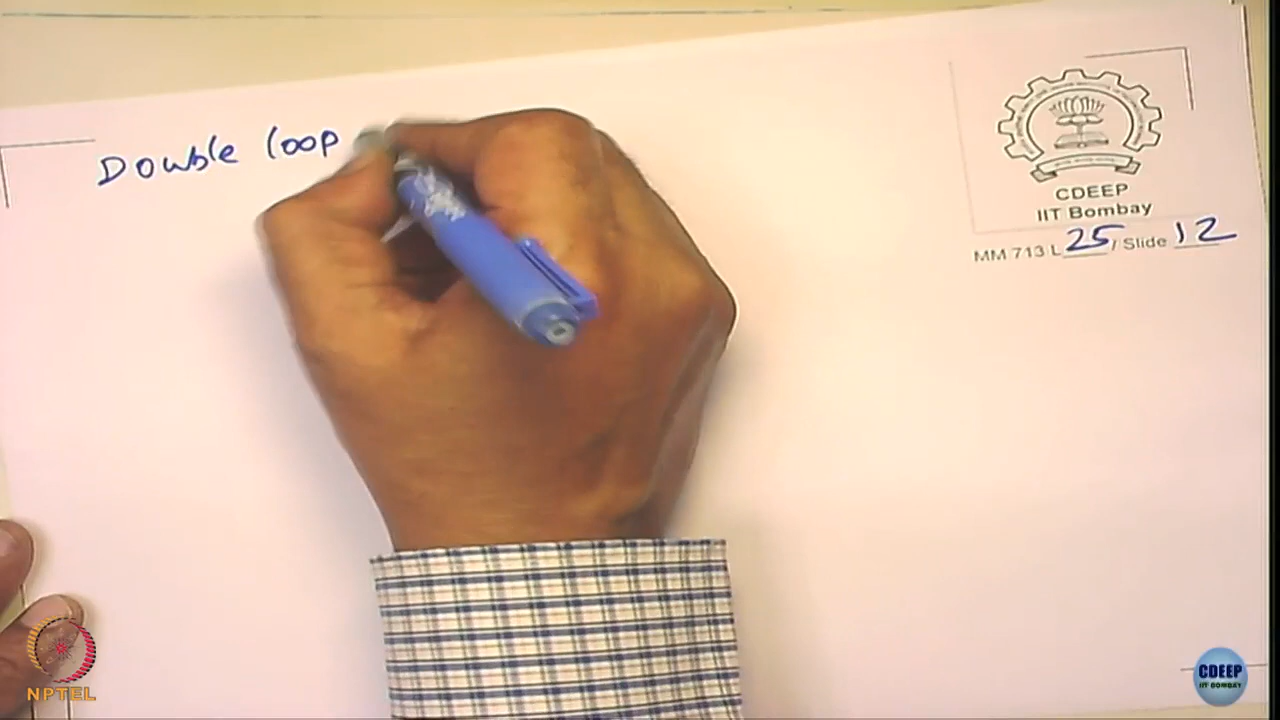 Double loop
CDEEP
IIT Bombay
MM 713 L 25 / Slide 12
NPTEL
CDEEP
IIT BOMBAY